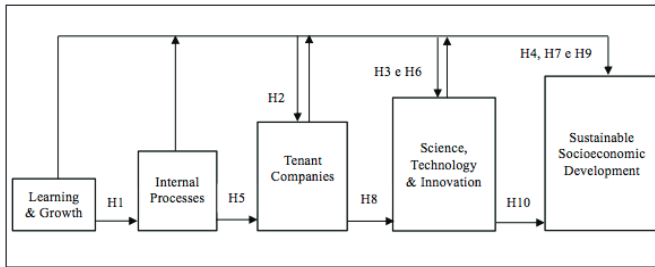 H4, H7 e H9
H3 e H6
H2
Learning
& Growth
H1
Internal
Processes
H5
Tenant
Companies
H8
Science,
Technology
& Innovation
H10
Sustainable
Socioeconomic
Development